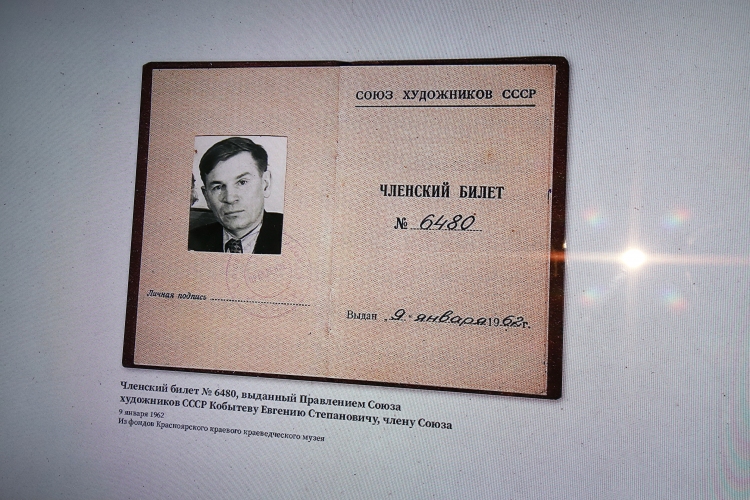 СОЮЗ ХУДОЖНИКОВ СССР
ЧЛЕНСКИЙ БИЛЕТ
№ 6480
Личная подпись
Выдан „9" января 1962 г.
Членский билет № 6480, выданный Правлением Союза
художников СССР Кобытеву Евгению Степановичу, члену Союза
9 января 1962
Из фондов Красноярского краевого краеведческого музея